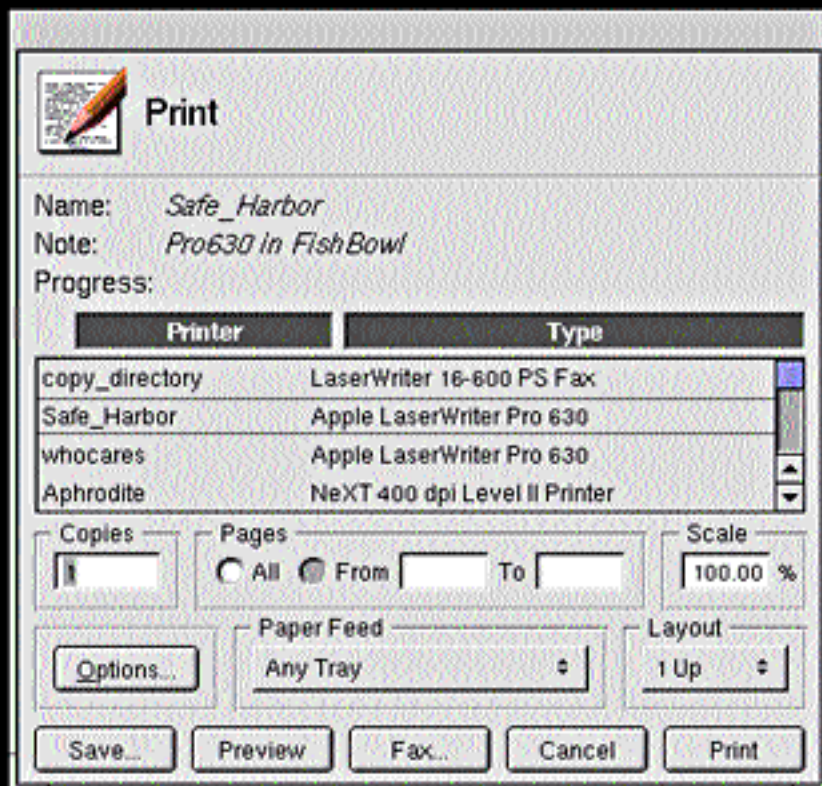 Print
Name: Safe_Harbor
Note: Pro630 in FishBowl
Progress:
Printer Type
copy_directory LaserWriter 16-600 PS Fax
Safe_Harbor Apple LaserWriter Pro 630
whocares Apple LaserWriter Pro 630
Aphrodite NeXT 400 dpi Level II Printer
Copies Pages Scale
1 All From To 100.00 %
Paper Feed Layout
Options... Any Tray 1 Up
Save... Preview Fax... Cancel Print